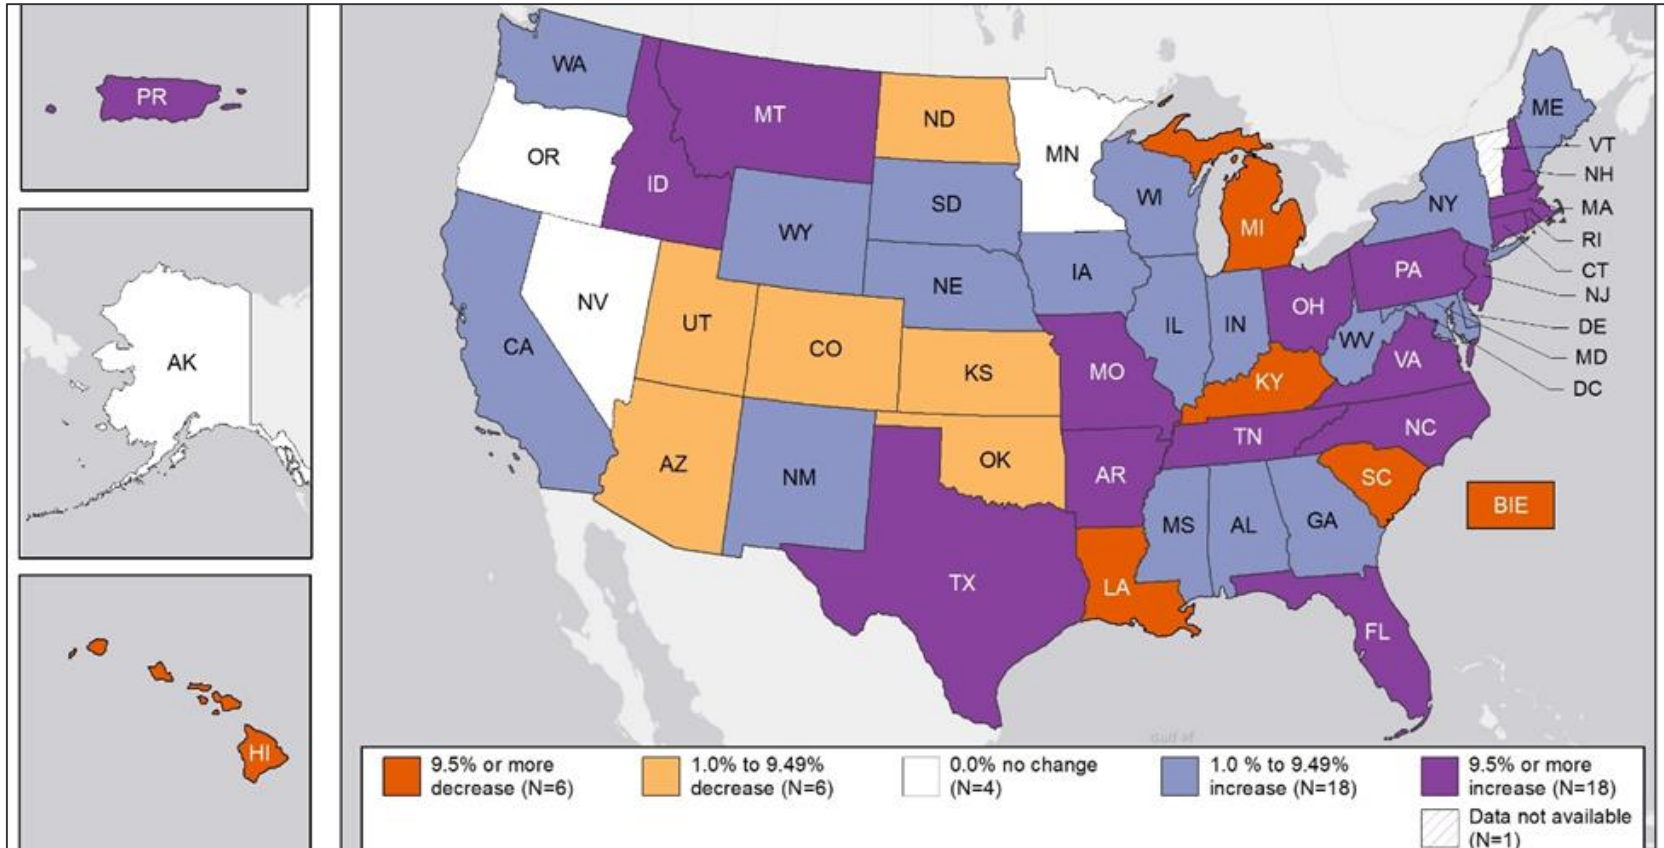 PR
AK
HI
WA
OR
CA
NV
ID
MT
WY
UT
AZ
CO
NM
ND
SD
NE
KS
OK
TX
MN
IA
MO
AR
LA
WI
IL
MI
IN
OH
KY
TN
MS
AL
GA
FL
SC
NC
VA
WV
PA
NY
ME
VT
NH
MA
RI
CT
NJ
DE
MD
DC
BIE
Gulf of
9.5% or more
decrease (N=6)
1.0% to 9.49%
decrease (N=6)
0.0% no change
(N=4)
1.0 % to 9.49%
increase (N=18)
9.5% or more
increase (N=18)
Data not available
(N=1)